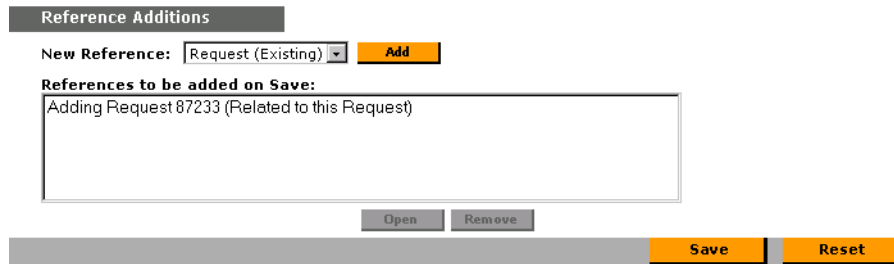 Reference Additions
New Reference: Request (Existing) Add
References to be added on Save:
Adding Request 87233 (Related to this Request)
Open Remove
Save Reset